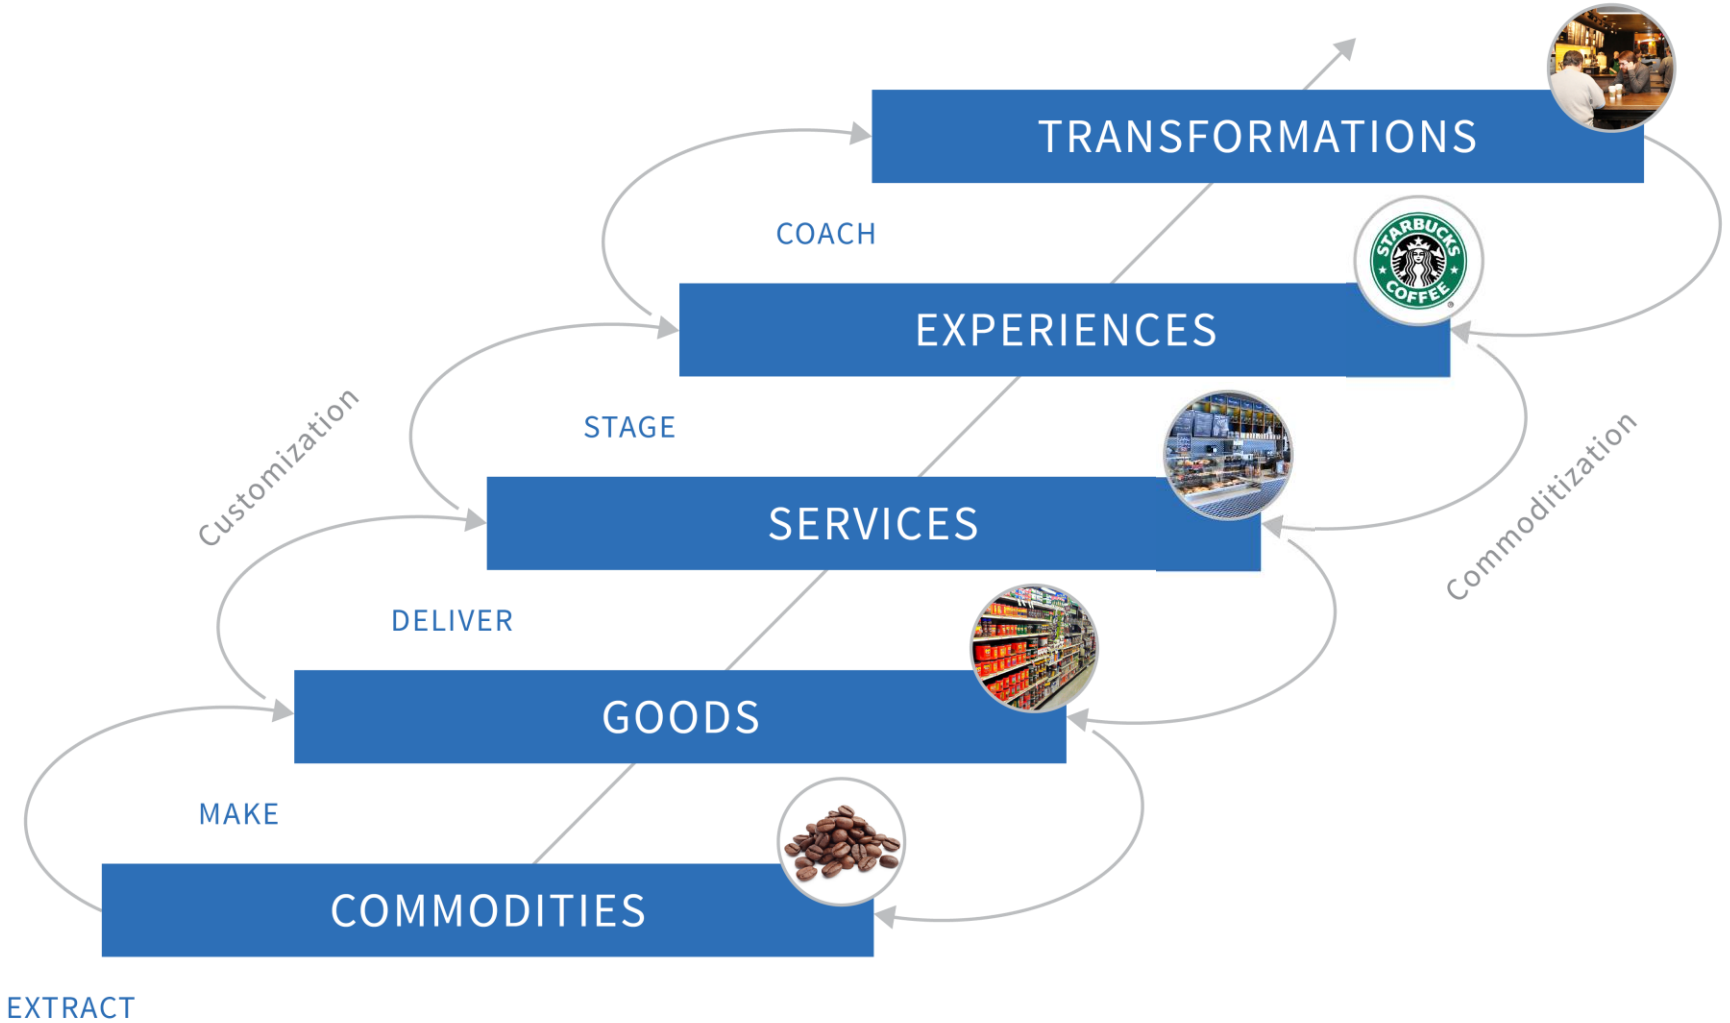 TRANSFORMATIONS
COACH
STARBUCKS
COFFEE
®
EXPERIENCES
STAGE
Customization
SERVICES
Commoditization
DELIVER
GOODS
MAKE
COMMODITIES
EXTRACT